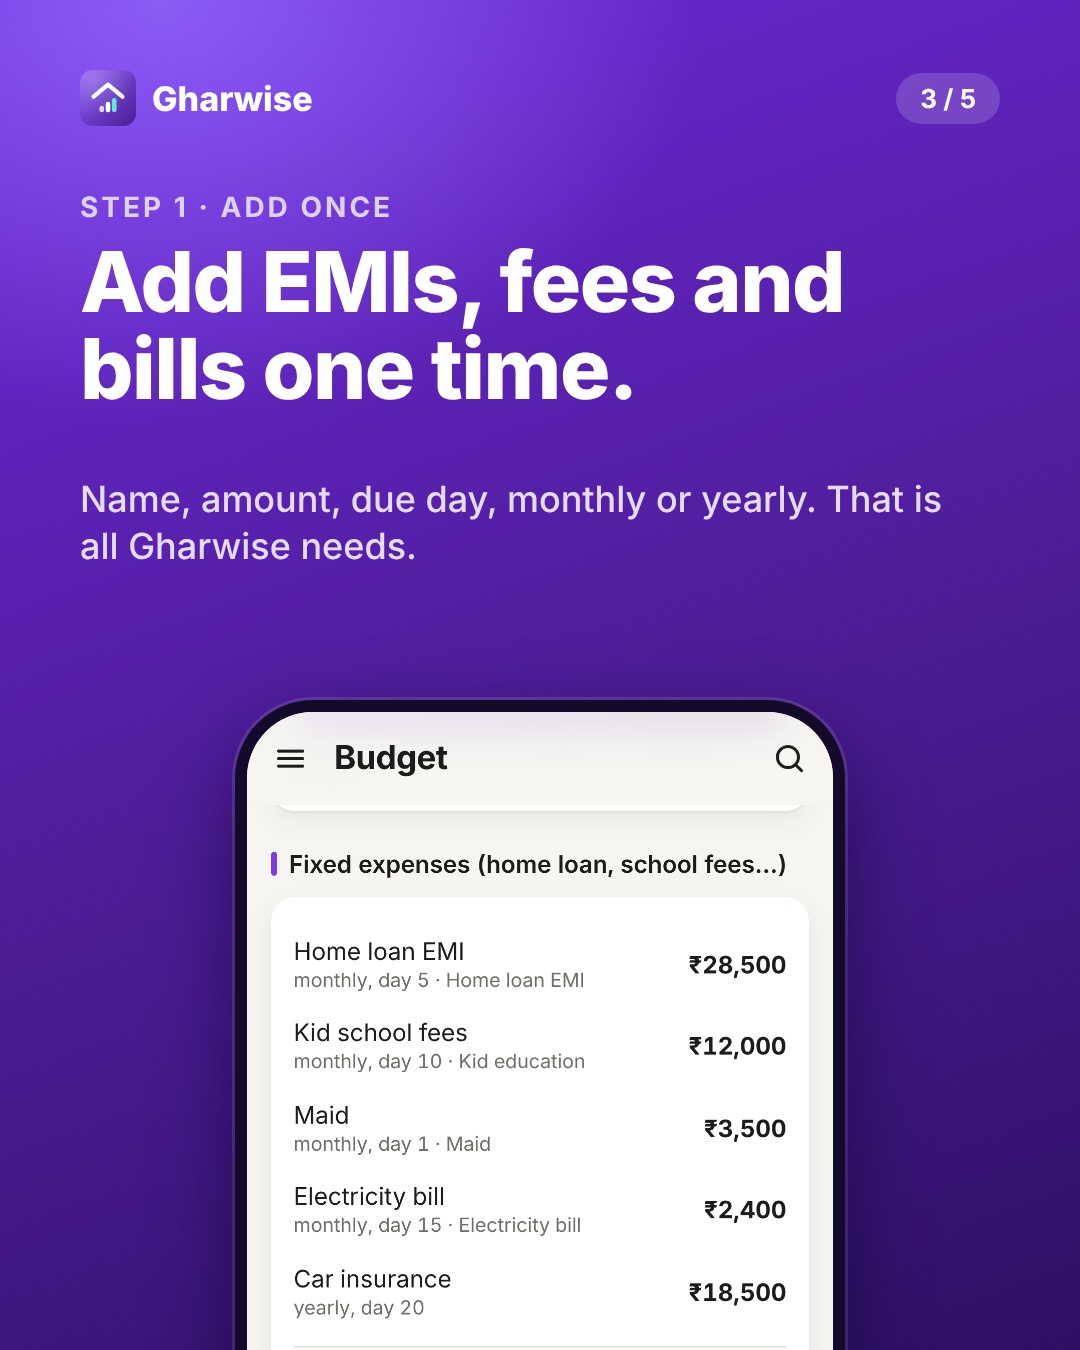 Gharwise
3 / 5
STEP 1 · ADD ONCE
Add EMIs, fees and
bills one time.
Name, amount, due day, monthly or yearly. That is
all Gharwise needs.
Budget
Fixed expenses (home loan, school fees...)
Home loan EMI
₹28,500
monthly, day 5 · Home loan EMI
Kid school fees
₹12,000
monthly, day 10 · Kid education
Maid
₹3,500
monthly, day 1 · Maid
Electricity bill
₹2,400
monthly, day 15 · Electricity bill
Car insurance
₹18,500
yearly, day 20